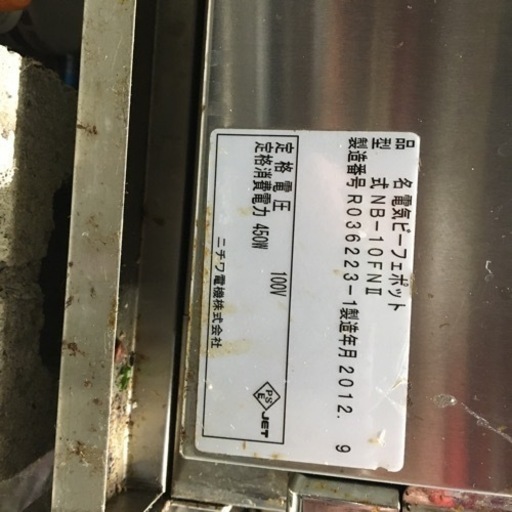 品名 電気ビーフェポット
型式 NB-10FNⅡ
製造番号 R036223-1 製造年月 2012. 9
定格電圧 100V
定格消費電力 450W
ニチワ電機株式会社
PSE JET